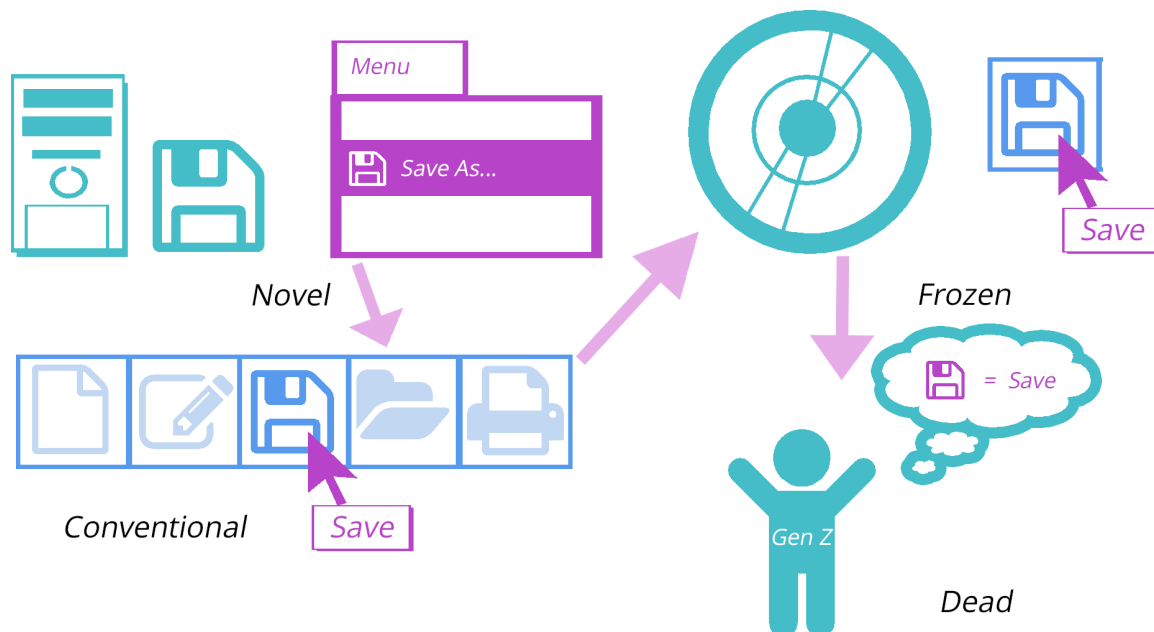 Menu
Save As...
Novel
Save
Conventional
Save
Frozen
= Save
Gen Z
Dead